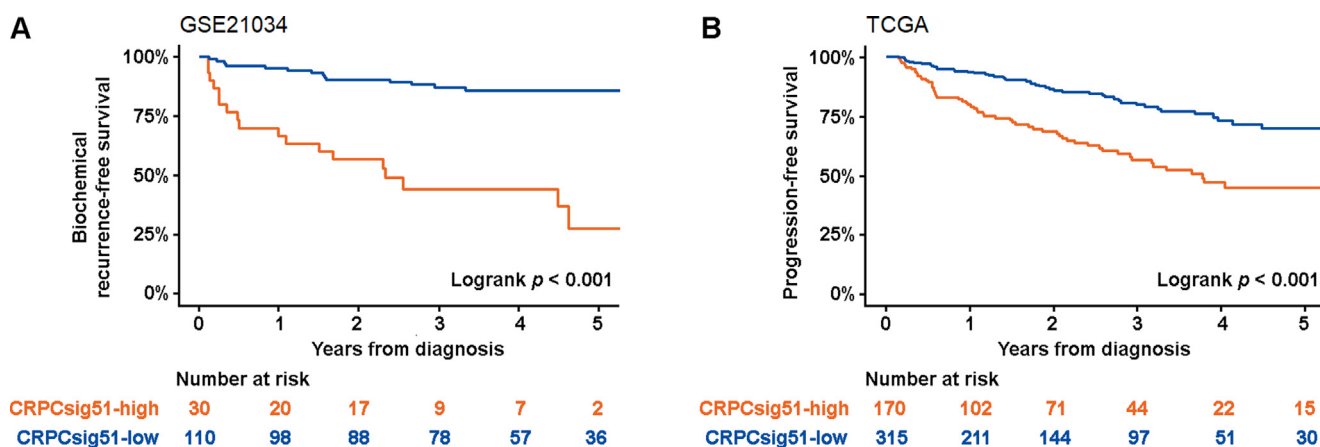 A
GSE21034
Biochemical
recurrence-free survival
100%
75%
50%
25%
0%
Logrank p < 0.001
0 1 2 3 4 5
Years from diagnosis
Number at risk
CRPCsig51-high 30 20 17 9 7 2
CRPCsig51-low 110 98 88 78 57 36
B
TCGA
Progression-free survival
100%
75%
50%
25%
0%
Logrank p < 0.001
0 1 2 3 4 5
Years from diagnosis
Number at risk
CRPCsig51-high 170 102 71 44 22 15
CRPCsig51-low 315 211 144 97 51 30